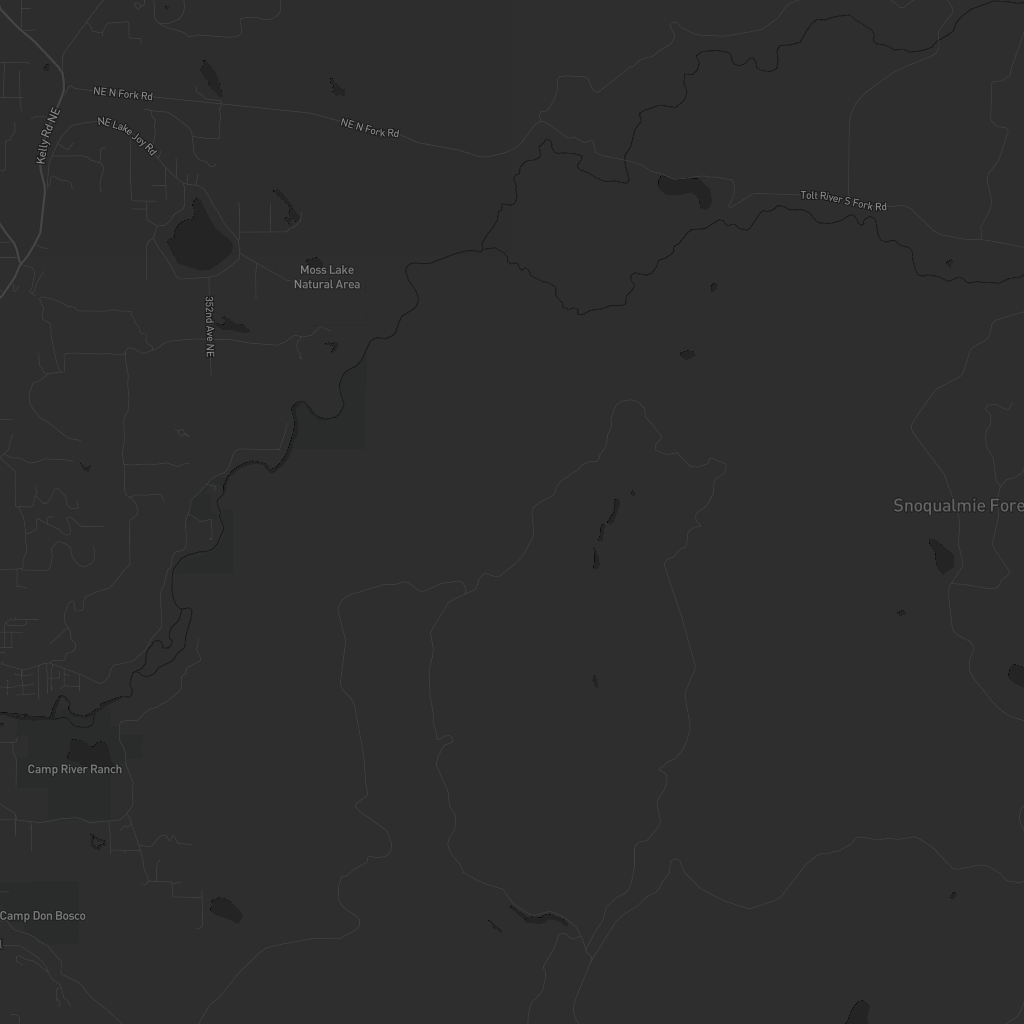 NE N Fork Rd
NE Lake Joy Rd
Kelly Rd NE
NE N Fork Rd
Tolt River S Fork Rd
Moss Lake
Natural Area
352nd Ave NE
Snoqualmie Fore
Camp River Ranch
Camp Don Bosco